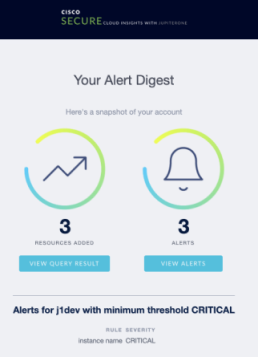 CISCO
SECURE CLOUD INSIGHTS WITH JUPITERONE
Your Alert Digest
Here's a snapshot of your account
3 3
RESOURCES ADDED ALERTS
VIEW QUERY RESULT VIEW ALERTS
Alerts for j1dev with minimum threshold CRITICAL
RULE SEVERITY
instance name CRITICAL